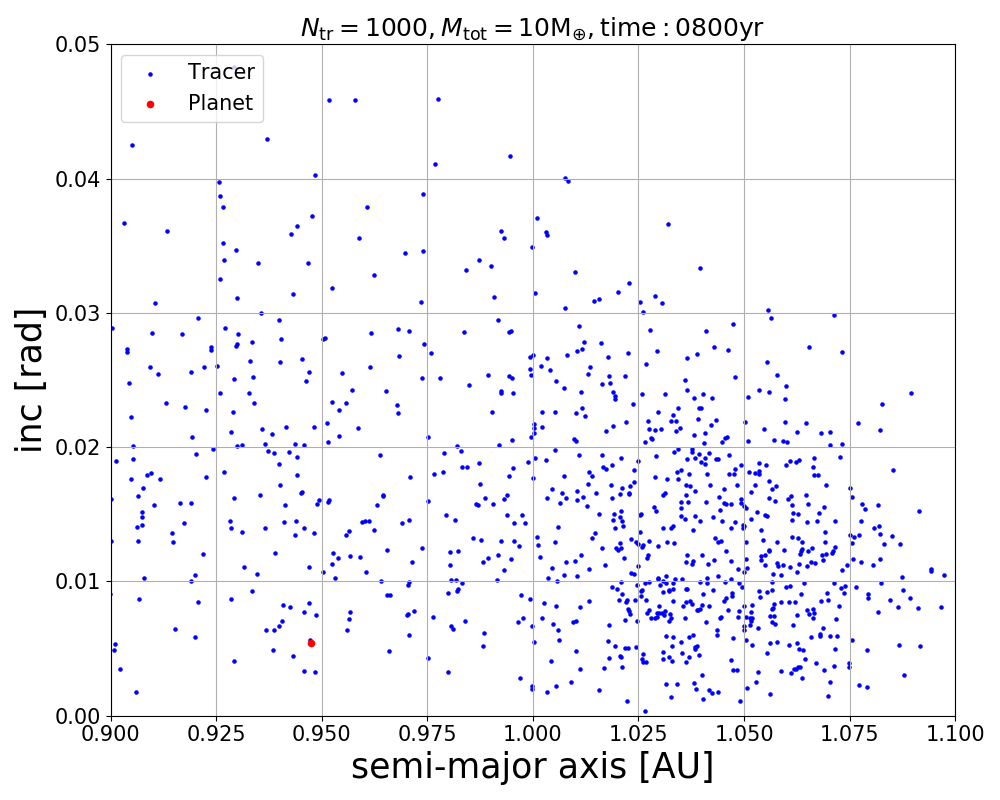 N_tr = 1000, M_tot = 10M_⊕, time : 0800yr
Tracer
Planet
inc [rad]
0.05
0.04
0.03
0.02
0.01
0.00
0.900 0.925 0.950 0.975 1.000 1.025 1.050 1.075 1.100
semi-major axis [AU]